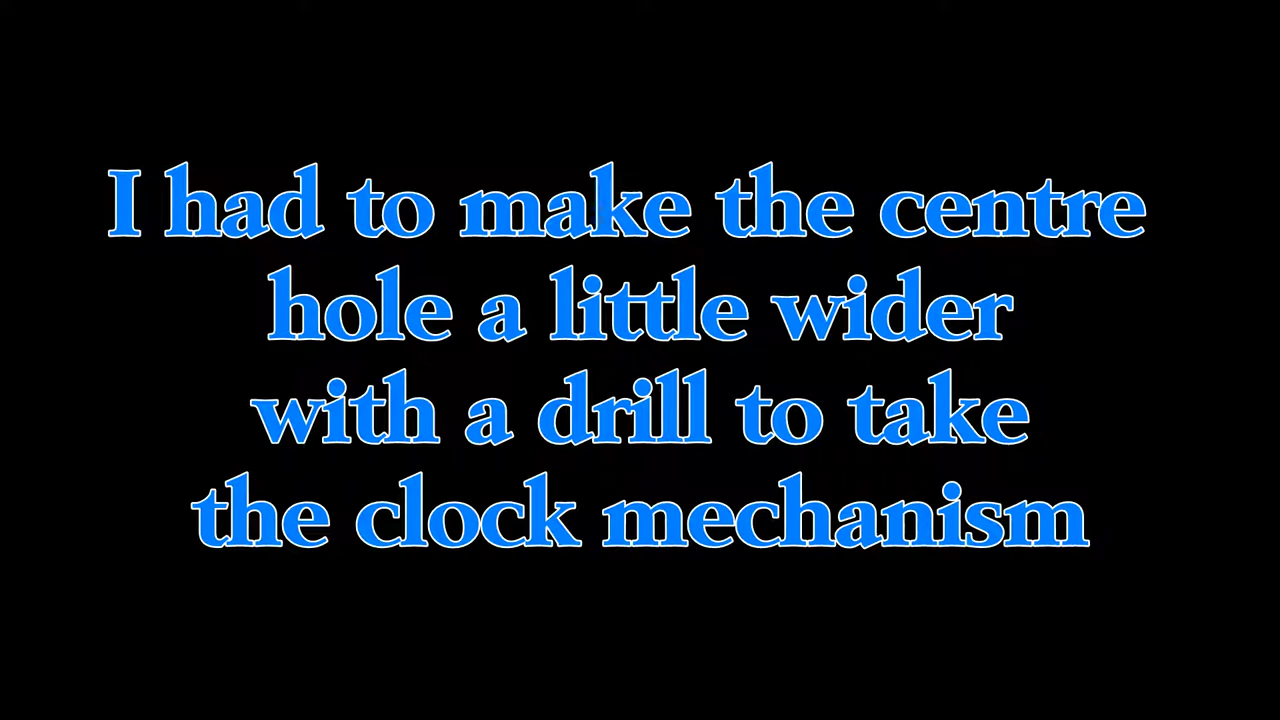 I had to make the centre
hole a little wider
with a drill to take
the clock mechanism